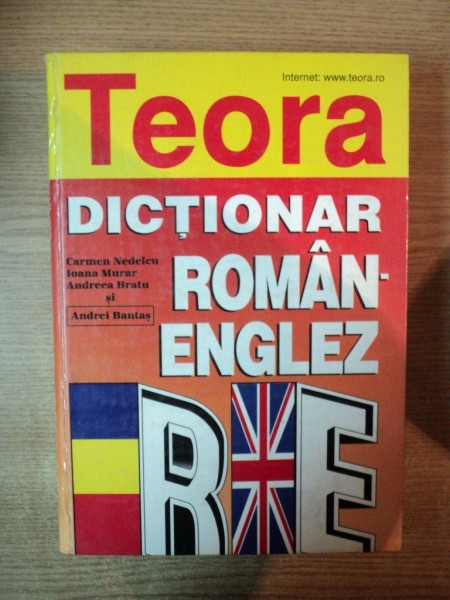 Internet: www.teora.ro
Teora
DICȚIONAR
Carmen Nedelcu
Ioana Murar
Andreea Bratu
și
Andrei Bantaș
ROMÂN-
ENGLEZ
R E